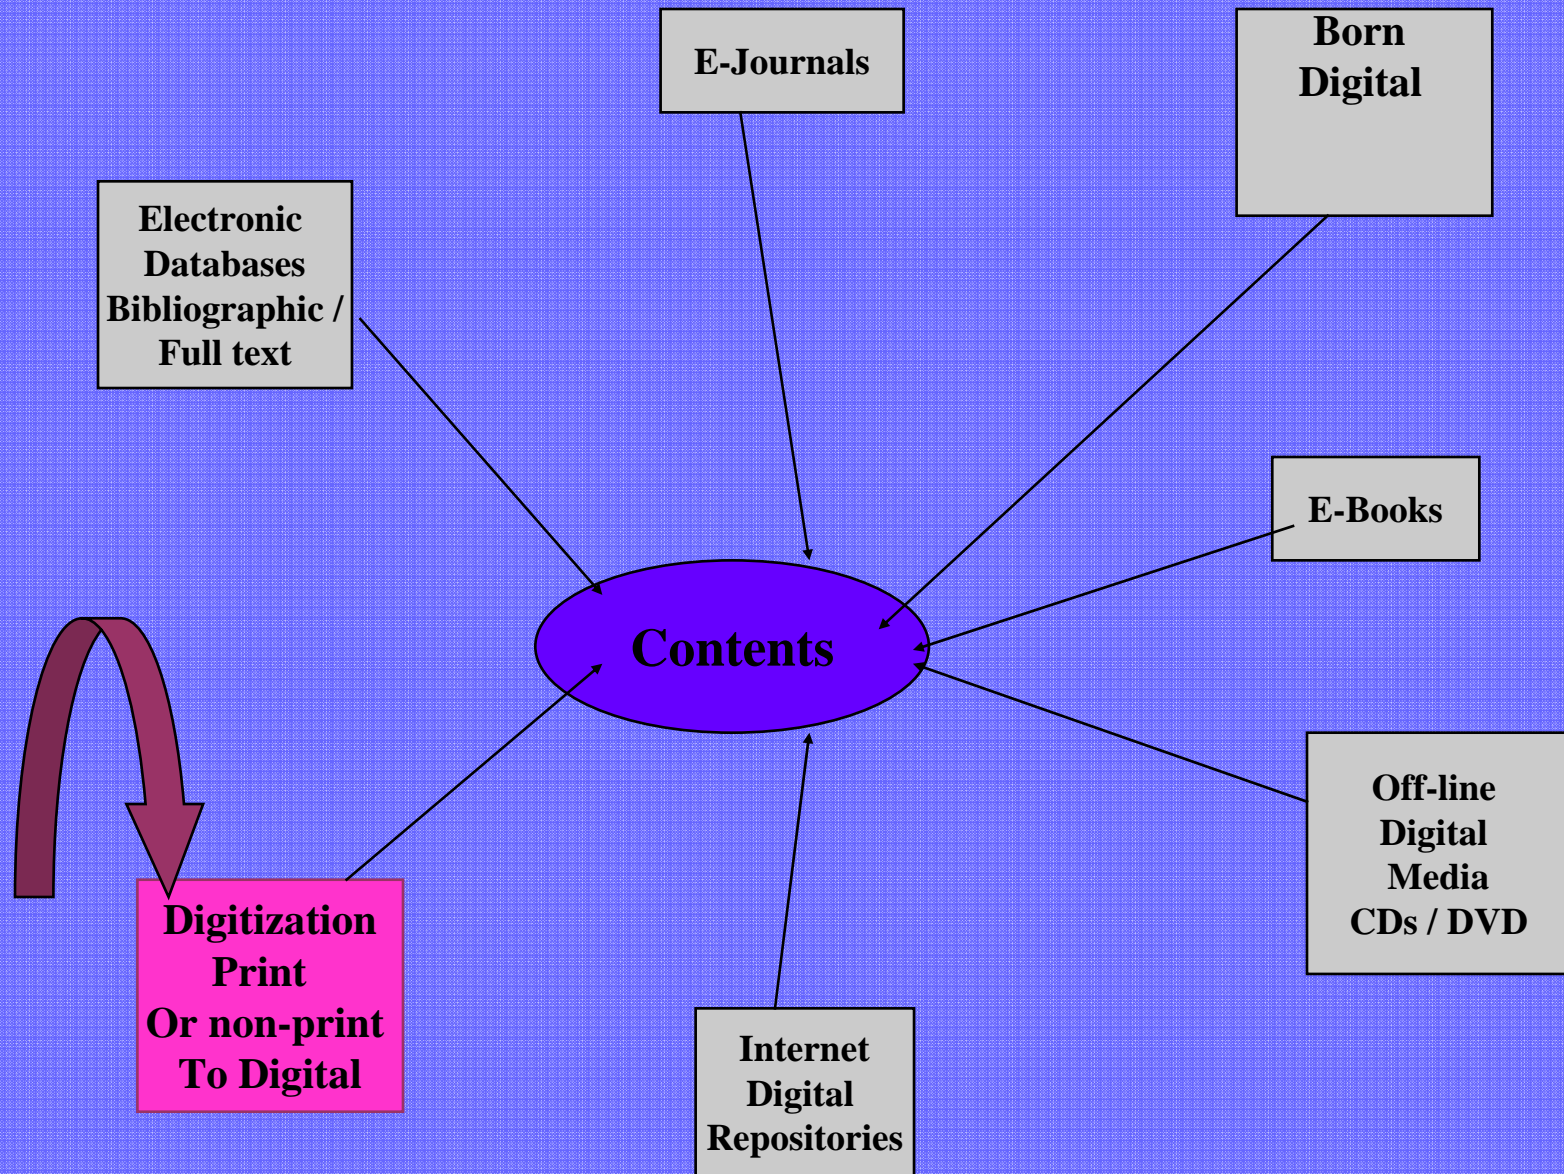 E-Journals
Born
Digital
Electronic
Databases
Bibliographic /
Full text
E-Books
Contents
Off-line
Digital
Media
CDs / DVD
Digitization
Print
Or non-print
To Digital
Internet
Digital
Repositories